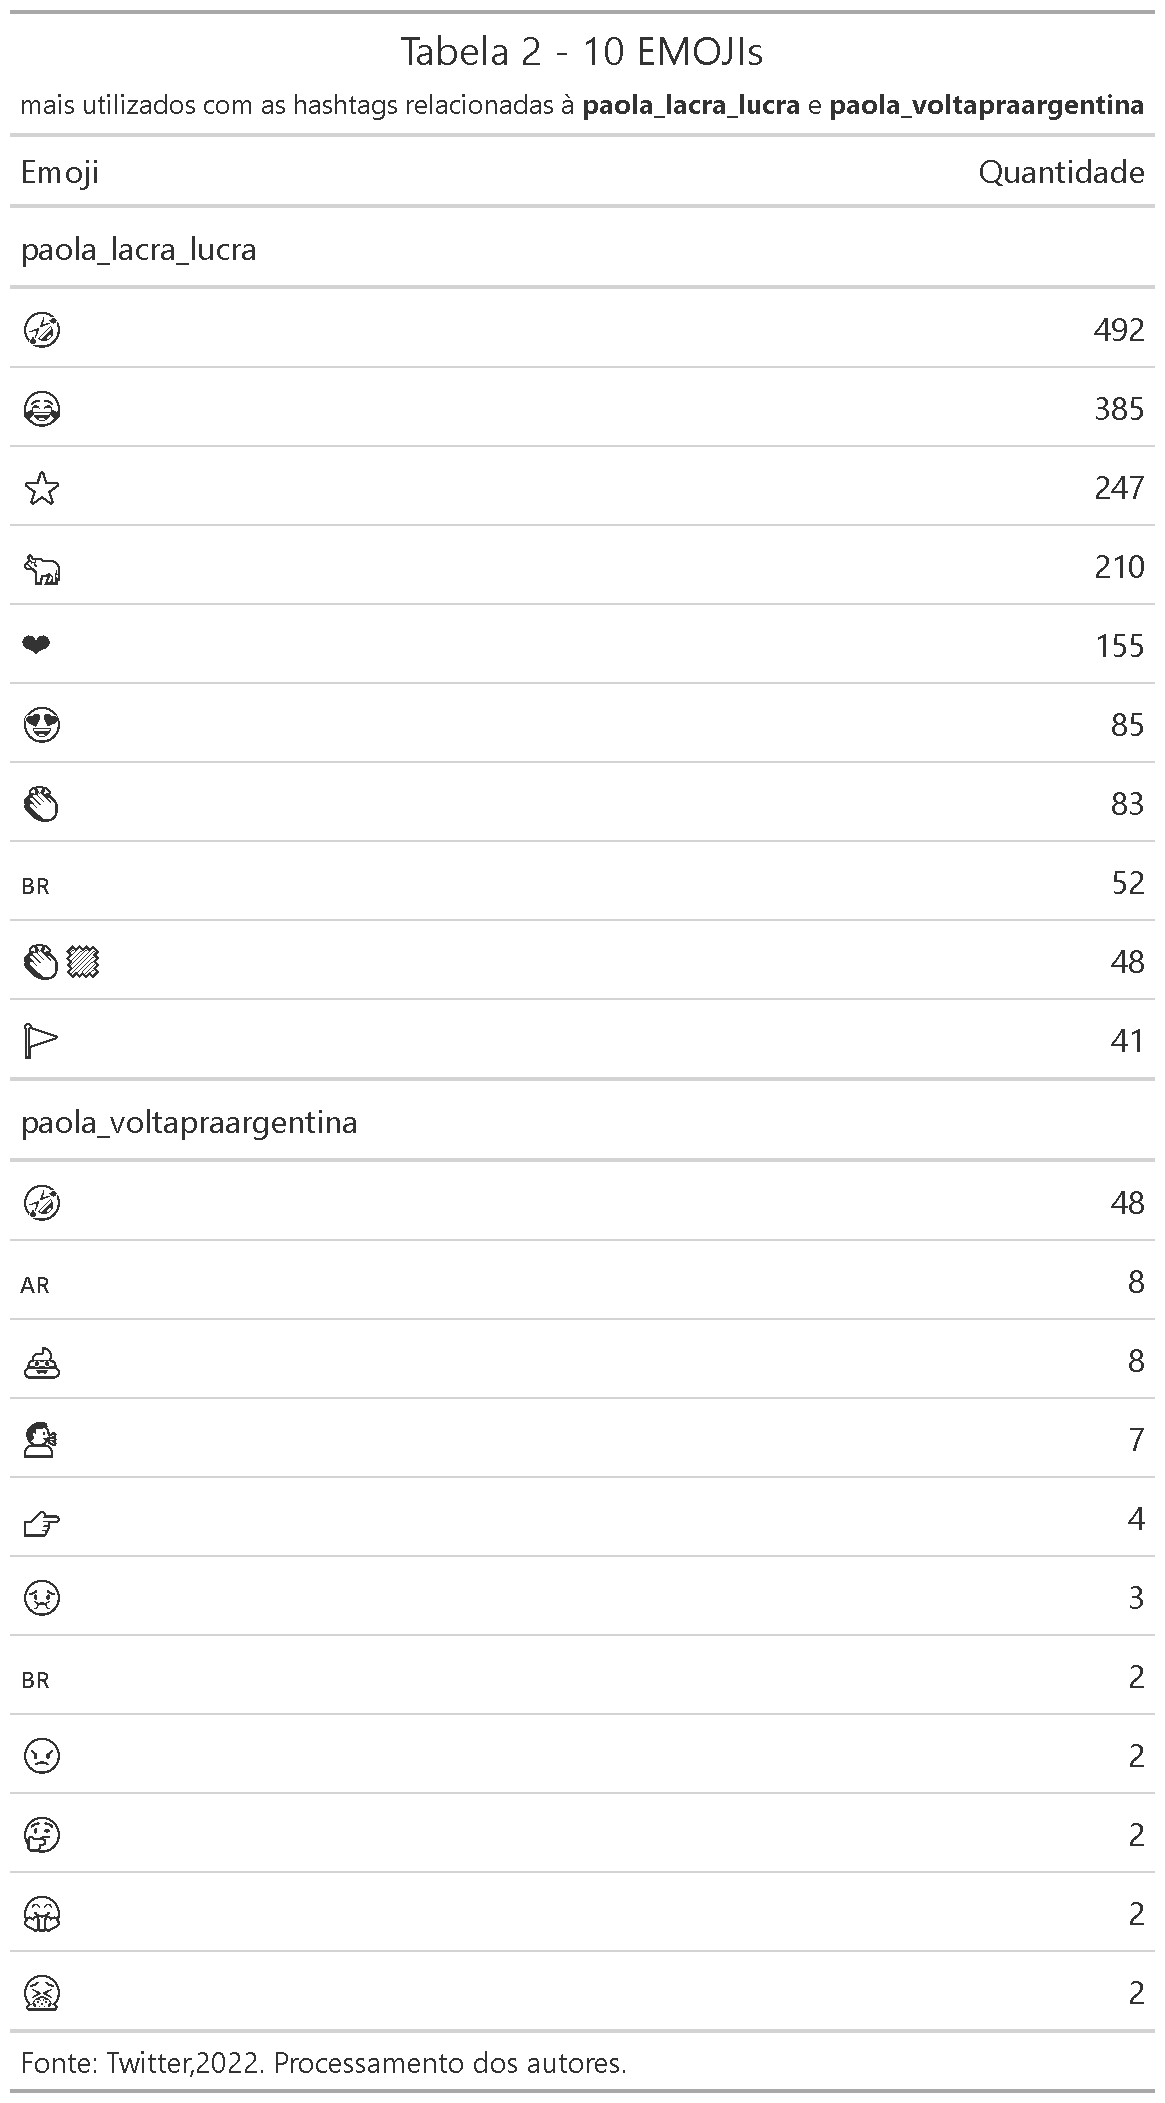 Tabela 2 - 10 EMOJIs
mais utilizados com as hashtags relacionadas à paola_lacra_lucra e paola_voltapraargentina
Emoji Quantidade
paola_lacra_lucra
🤣 492
😂 385
⭐ 247
🐂 210
❤ 155
😍 85
👏 83
BR 52
👏🏻 48
🚩 41
paola_voltapraargentina
🤣 48
AR 8
💩 8
🗣 7
👉 4
🤢 3
BR 2
😠 2
🤔 2
🤗 2
🤮 2
Fonte: Twitter,2022. Processamento dos autores.